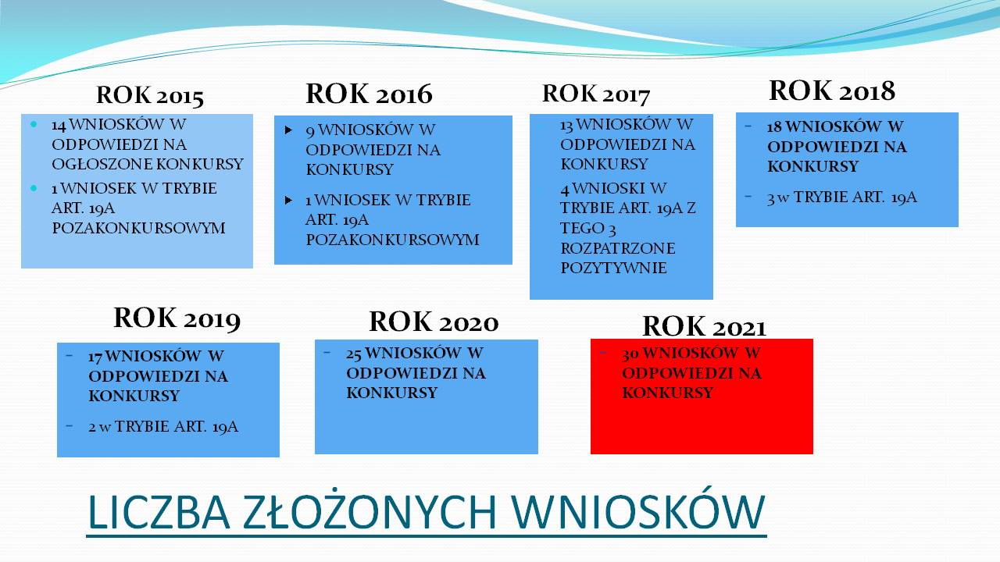 ROK 2015
14 WNIOSKÓW W
ODPOWIEDZI NA
OGŁOSZONE KONKURSY
1 WNIOSEK W TRYBIE
ART. 19A
POZAKONKURSOWYM
ROK 2016
9 WNIOSKÓW W
ODPOWIEDZI NA
KONKURSY
1 WNIOSEK W TRYBIE
ART. 19A
POZAKONKURSOWYM
ROK 2017
13 WNIOSKÓW W
ODPOWIEDZI NA
KONKURSY
4 WNIOSKI W
TRYBIE ART. 19A Z
TEGO 3
ROZPATRZONE
POZYTYWNIE
ROK 2018
- 18 WNIOSKÓW W
ODPOWIEDZI NA
KONKURSY
- 3 w TRYBIE ART. 19A
ROK 2019
- 17 WNIOSKÓW W
ODPOWIEDZI NA
KONKURSY
- 2 w TRYBIE ART. 19A
ROK 2020
- 25 WNIOSKÓW W
ODPOWIEDZI NA
KONKURSY
ROK 2021
- 30 WNIOSKÓW W
ODPOWIEDZI NA
KONKURSY
LICZBA ZŁOŻONYCH WNIOSKÓW